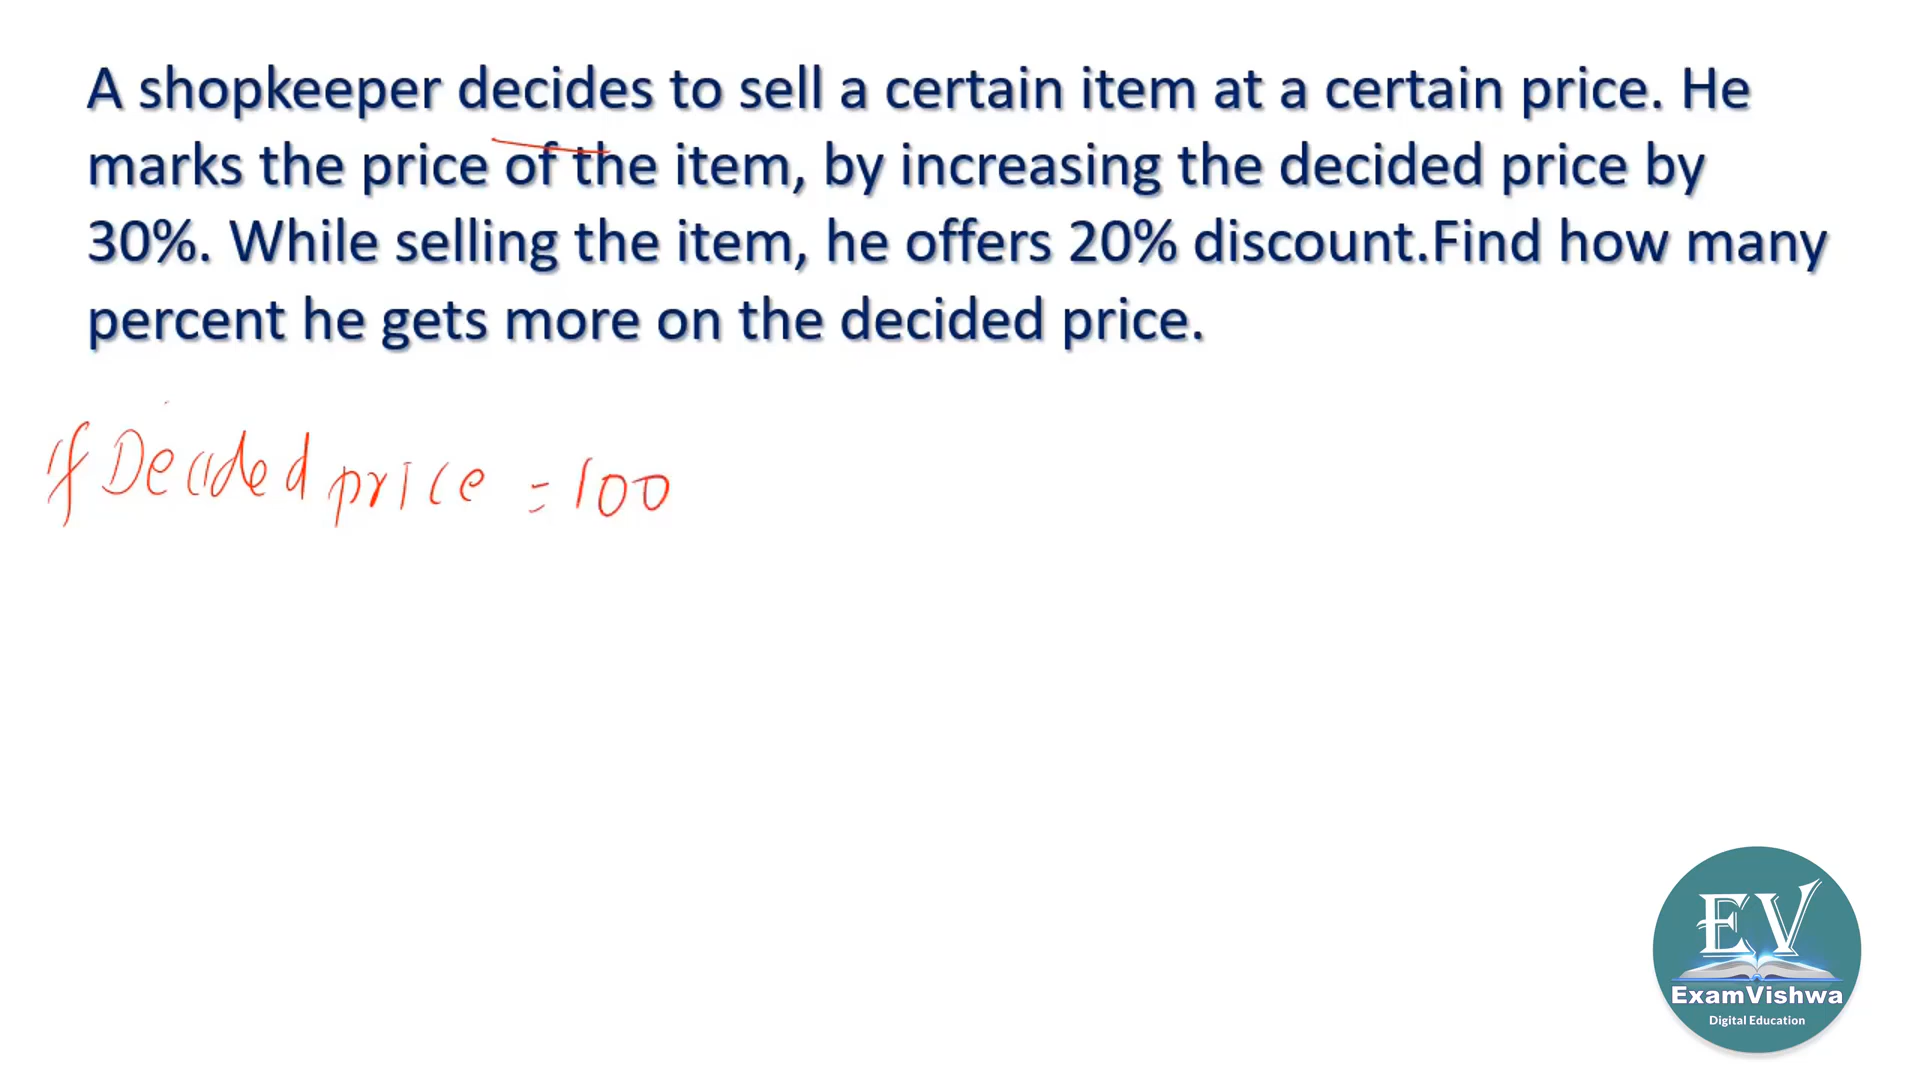 A shopkeeper decides to sell a certain item at a certain price. He
marks the price of the item, by increasing the decided price by
30%. While selling the item, he offers 20% discount.Find how many
percent he gets more on the decided price.
if Decided price = 100
EV
ExamVishwa
Digital Education